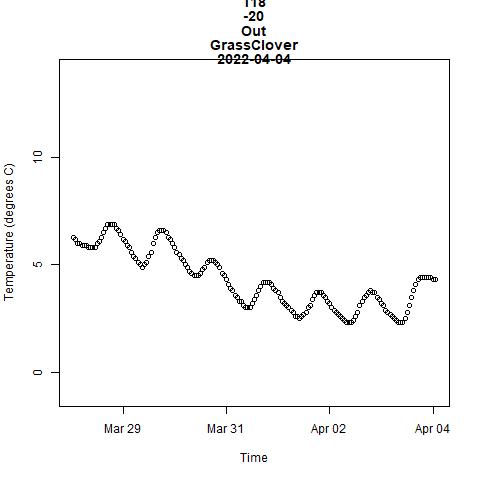 T18
-20
Out
GrassClover
2022-04-04
Temperature (degrees C)
10
5
0
Mar 29
Mar 31
Apr 02
Apr 04
Time